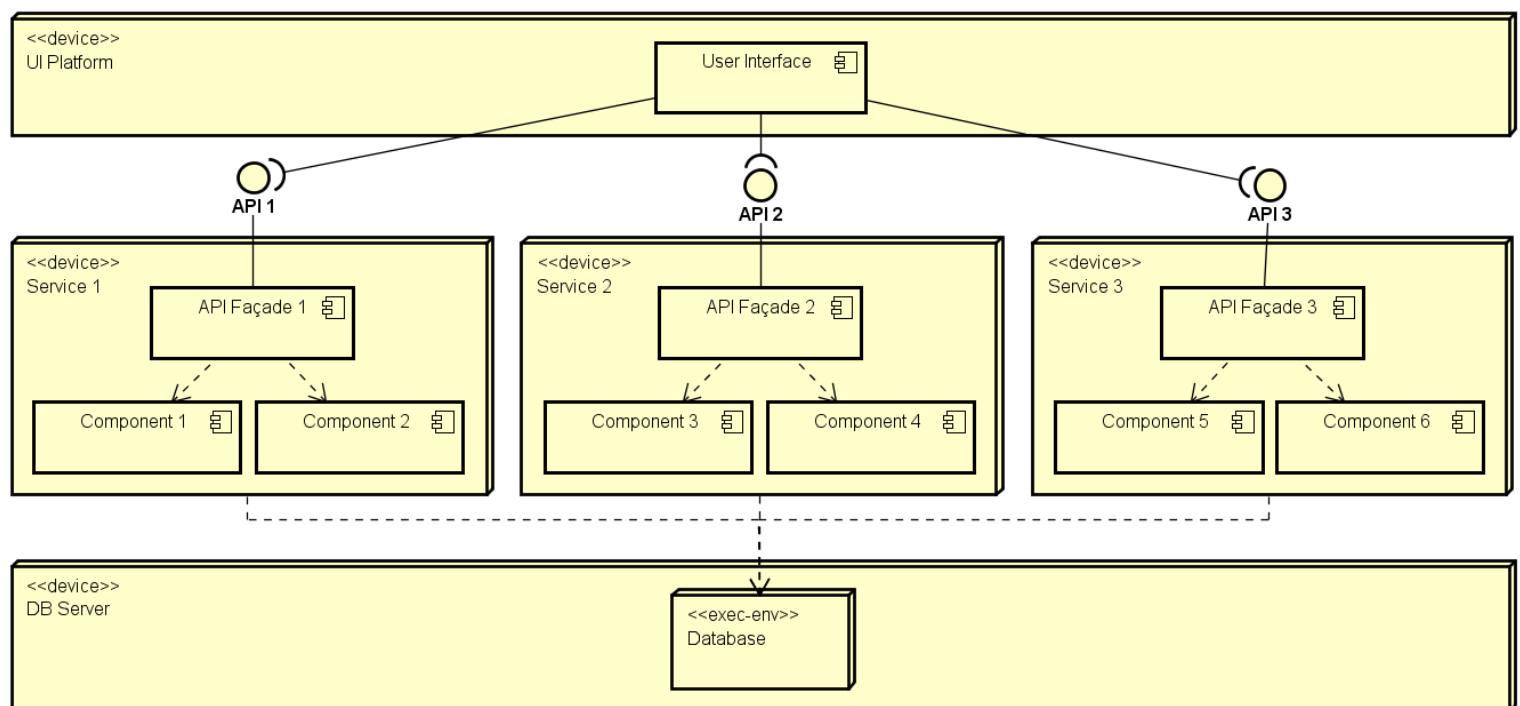 <<device>>
UI Platform
User Interface
API 1
API 2
API 3
<<device>>
Service 1
API Façade 1
Component 1
Component 2
<<device>>
Service 2
API Façade 2
Component 3
Component 4
<<device>>
Service 3
API Façade 3
Component 5
Component 6
<<device>>
DB Server
<<exec-env>>
Database